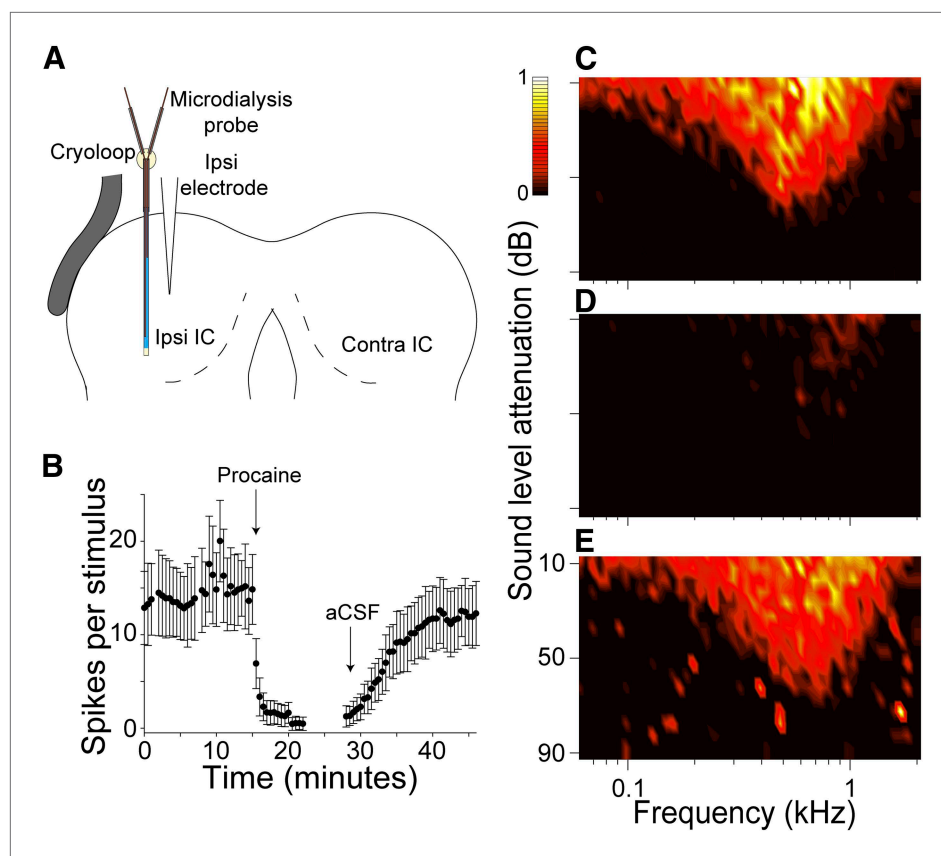 A
Microdialysis
probe
Cryoloop
Ipsi
electrode
Ipsi IC
Contra IC
B
Procaine
aCSF
Spikes per stimulus
20
10
0
0
10
20
30
40
Time (minutes)
C
1
0
D
E
Sound level attenuation (dB)
10
50
90
0.1
1
Frequency (kHz)